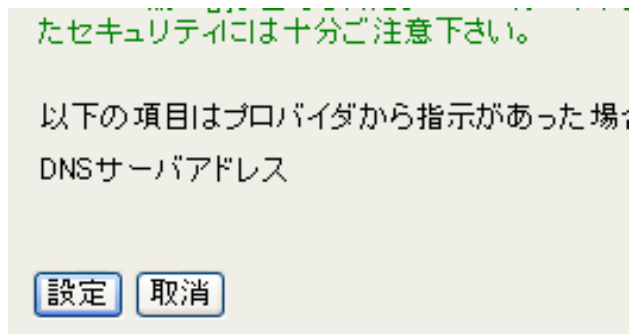 たセキュリティには十分ご注意下さい。
以下の項目はプロバイダから指示があった場合
DNSサーバアドレス
設定 取消